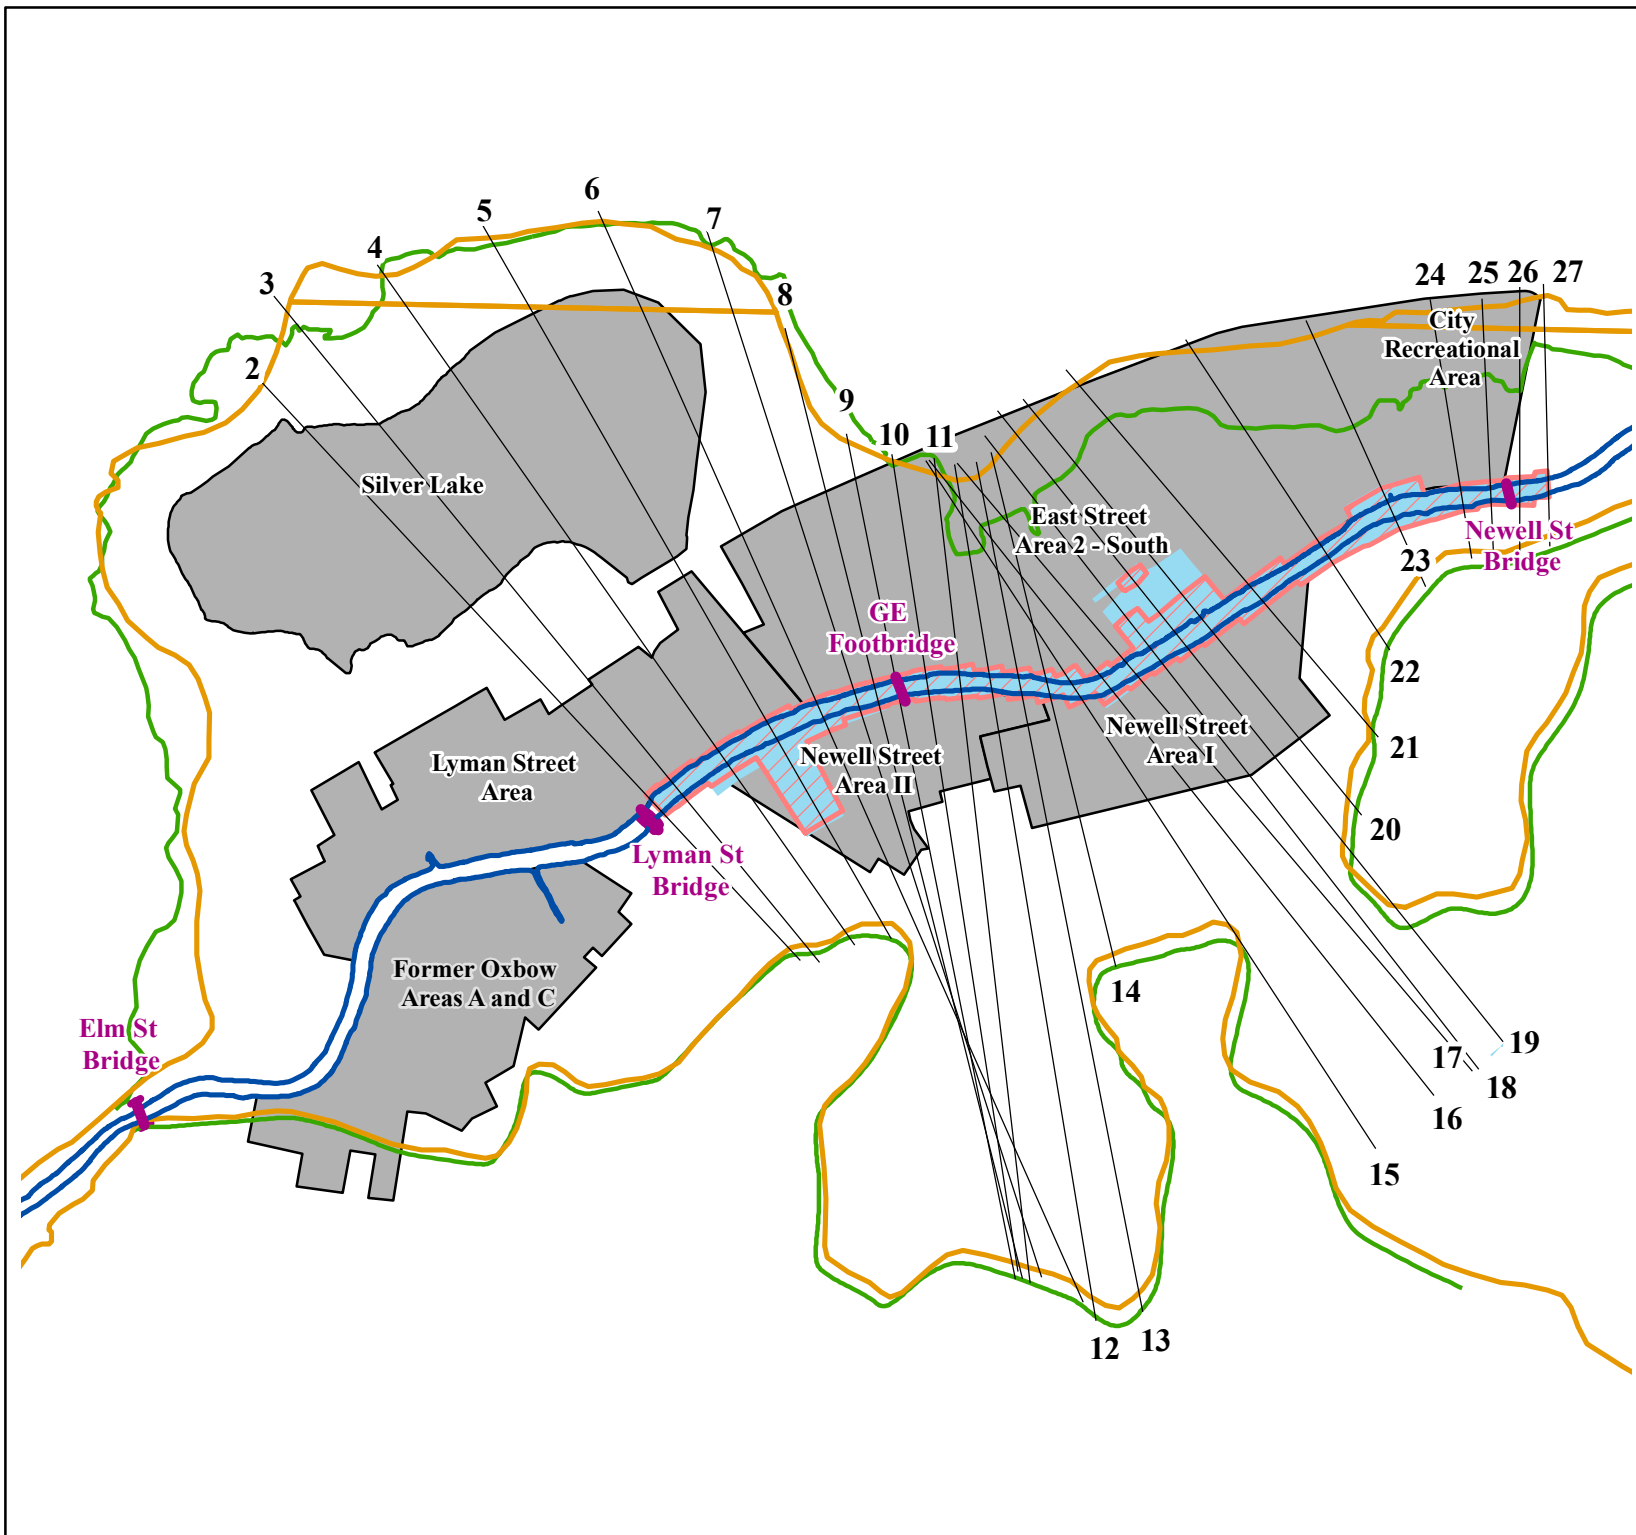 6
5
7
4
3
8
24
25
26
27
City
Recreational
Area
2
9
10
11
Silver Lake
East Street
Area 2 - South
Newell St
Bridge
23
GE
Footbridge
22
Newell Street
Area I
21
Newell Street
Area II
Lyman Street
Area
20
Lyman St
Bridge
Former Oxbow
Areas A and C
14
Elm St
Bridge
19
17
18
16
15
13
12